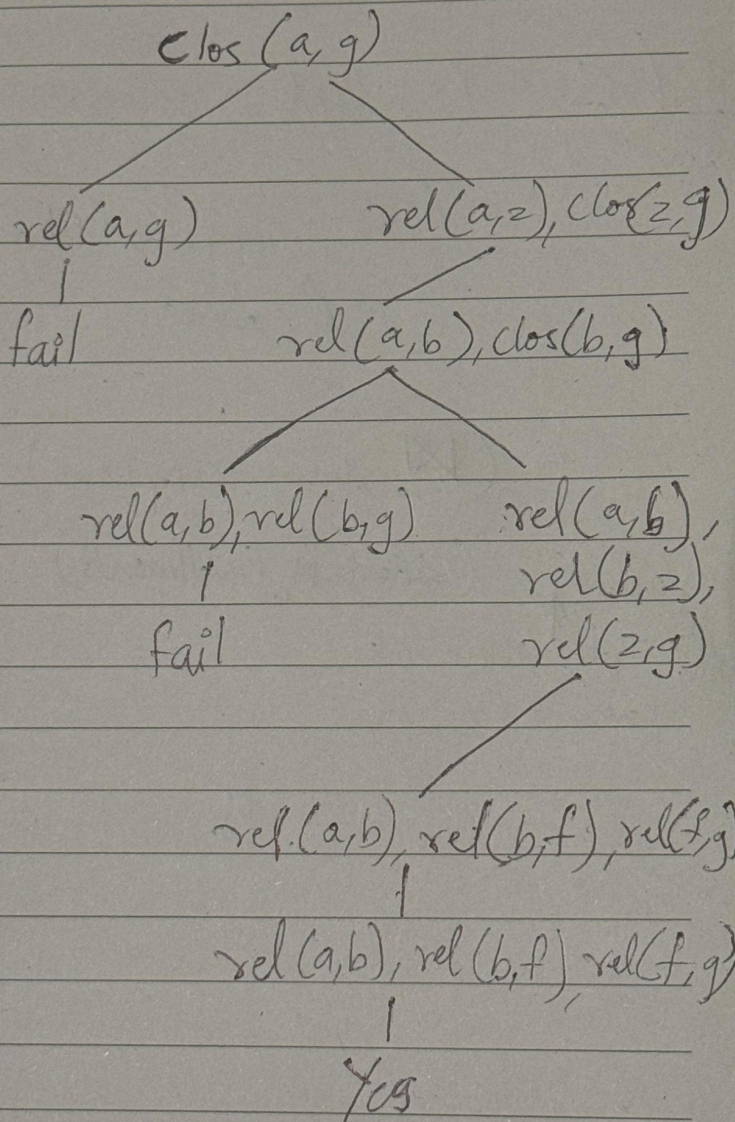 clos (a, g)
rel(a,g) rel(a,z), clos(z,g)
fail rel(a,b), clos(b,g)
rel(a,b), rel(b,g) rel(a,b),
rel(b,z),
fail rel(z,g)
rel.(a,b), rel(b,f), rel(f,g)
rel(a,b), rel(b,f), rel(f,g)
Yes